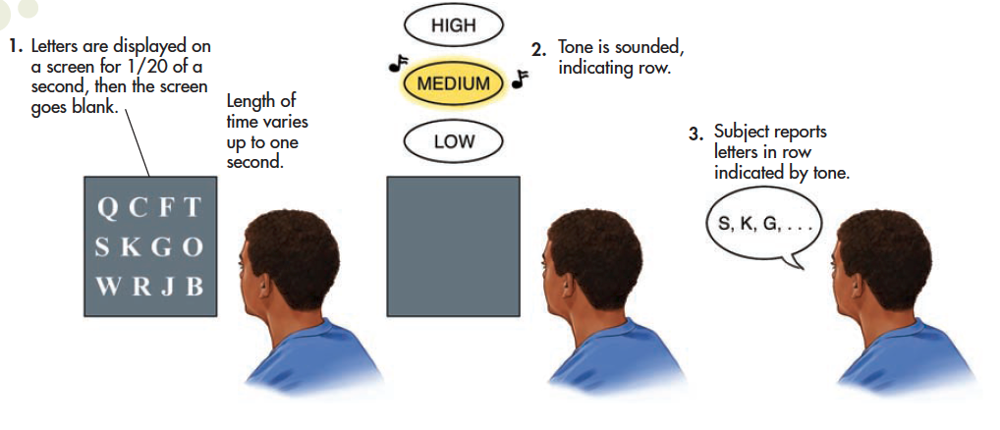 1. Letters are displayed on
a screen for 1/20 of a
second, then the screen
goes blank.
Length of
time varies
up to one
second.
Q C F T
S K G O
W R J B
HIGH
MEDIUM
LOW
2. Tone is sounded,
indicating row.
3. Subject reports
letters in row
indicated by tone.
S, K, G, . . .